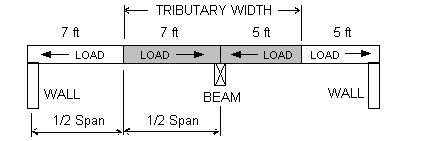 TRIBUTARY WIDTH
7 ft 7 ft 5 ft 5 ft
LOAD LOAD LOAD LOAD
WALL BEAM WALL
1/2 Span 1/2 Span